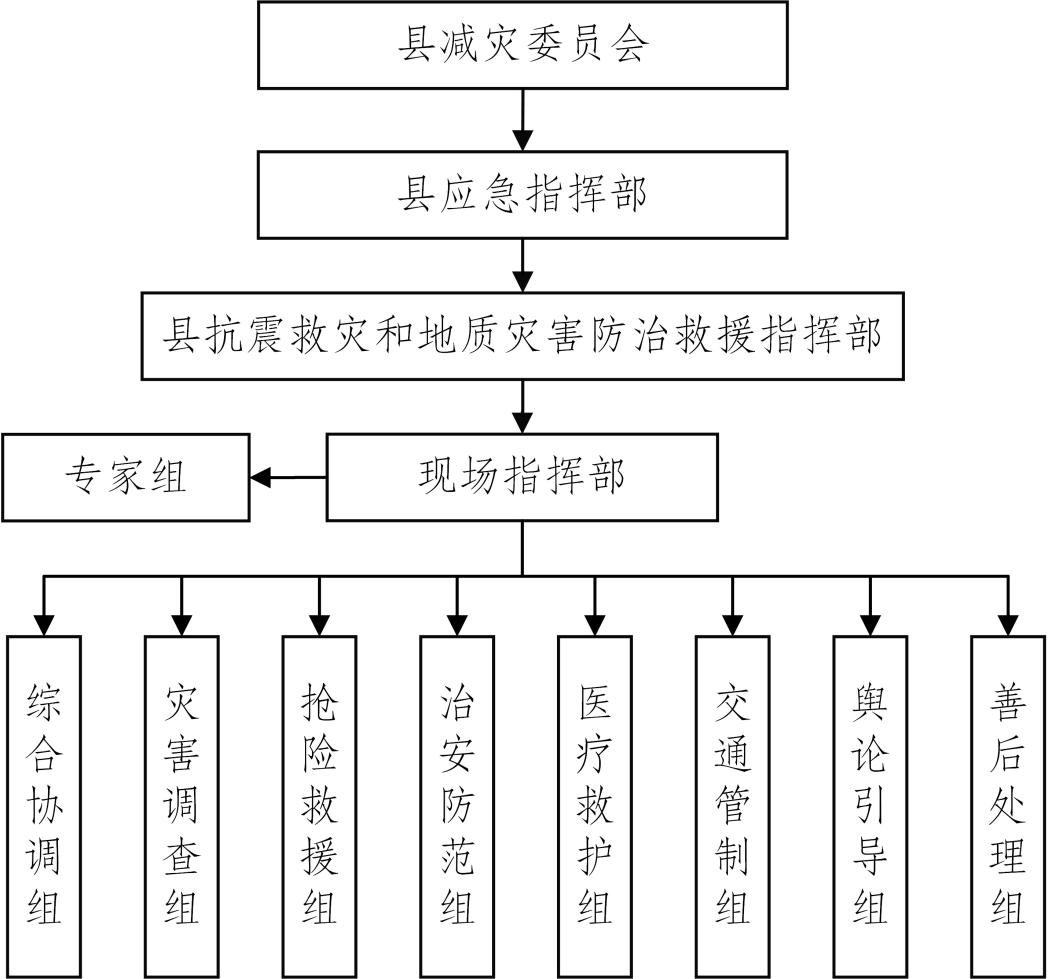 县减灾委员会
县应急指挥部
县抗震救灾和地质灾害防治救援指挥部
专家组
现场指挥部
综合协调组
灾害调查组
抢险救援组
治安防范组
医疗救护组
交通管制组
舆论引导组
善后处理组